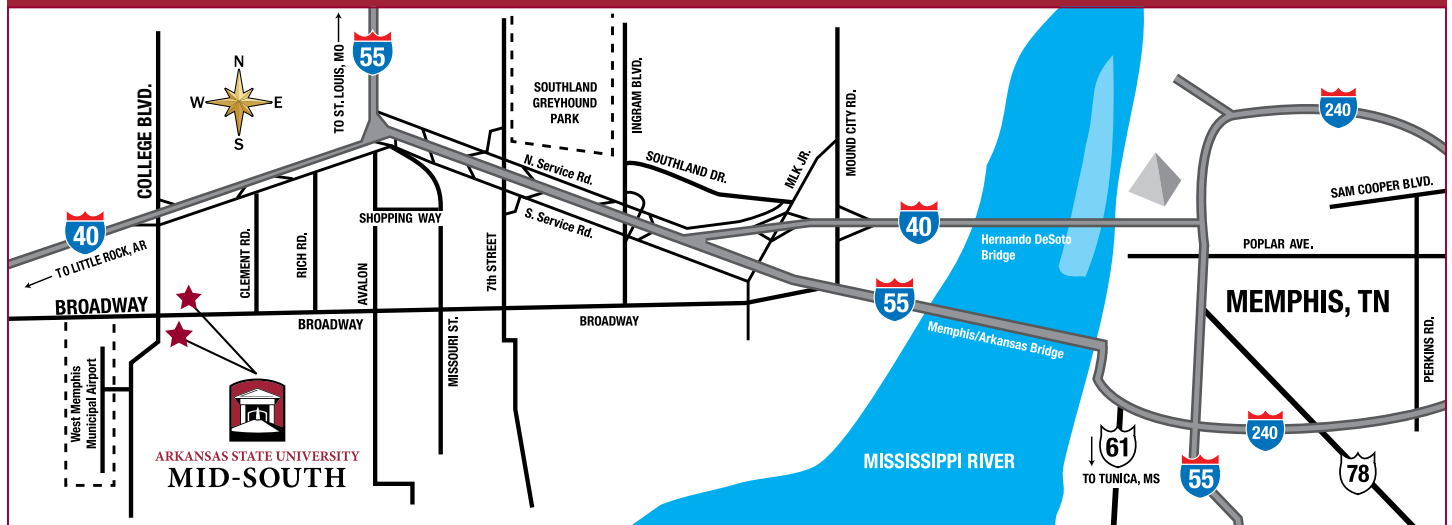 COLLEGE BLVD.
N
W
E
S
TO ST. LOUIS, MO
55
7th STREET
SOUTHLAND
GREYHOUND
PARK
INGRAM BLVD.
MOUND CITY RD.
240
N. Service Rd.
SOUTHLAND DR.
MLK JR.
SAM COOPER BLVD.
S. Service Rd.
SHOPPING WAY
40
TO LITTLE ROCK, AR
40
Hernando DeSoto
Bridge
POPLAR AVE.
CLEMENT RD.
RICH RD.
AVALON
MISSOURI ST.
BROADWAY
BROADWAY
BROADWAY
55
Memphis/Arkansas Bridge
MEMPHIS, TN
PERKINS RD.
West Memphis
Municipal Airport
ARKANSAS STATE UNIVERSITY
MID-SOUTH
MISSISSIPPI RIVER
61
TO TUNICA, MS
240
55
78